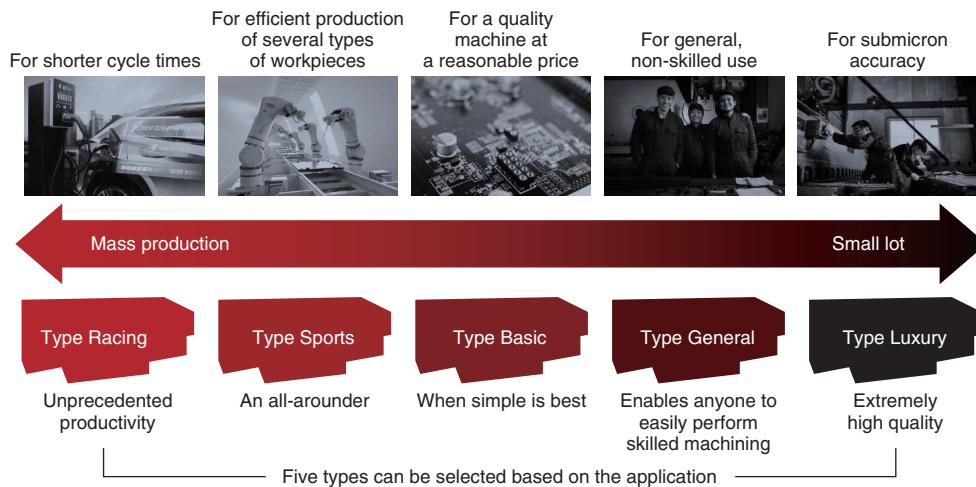 For shorter cycle times
For efficient production
of several types
of workpieces
For a quality
machine at
a reasonable price
For general,
non-skilled use
For submicron
accuracy
Mass production
Small lot
Type Racing
Type Sports
Type Basic
Type General
Type Luxury
Unprecedented
productivity
An all-arounder
When simple is best
Enables anyone to
easily perform
skilled machining
Extremely
high quality
Five types can be selected based on the application